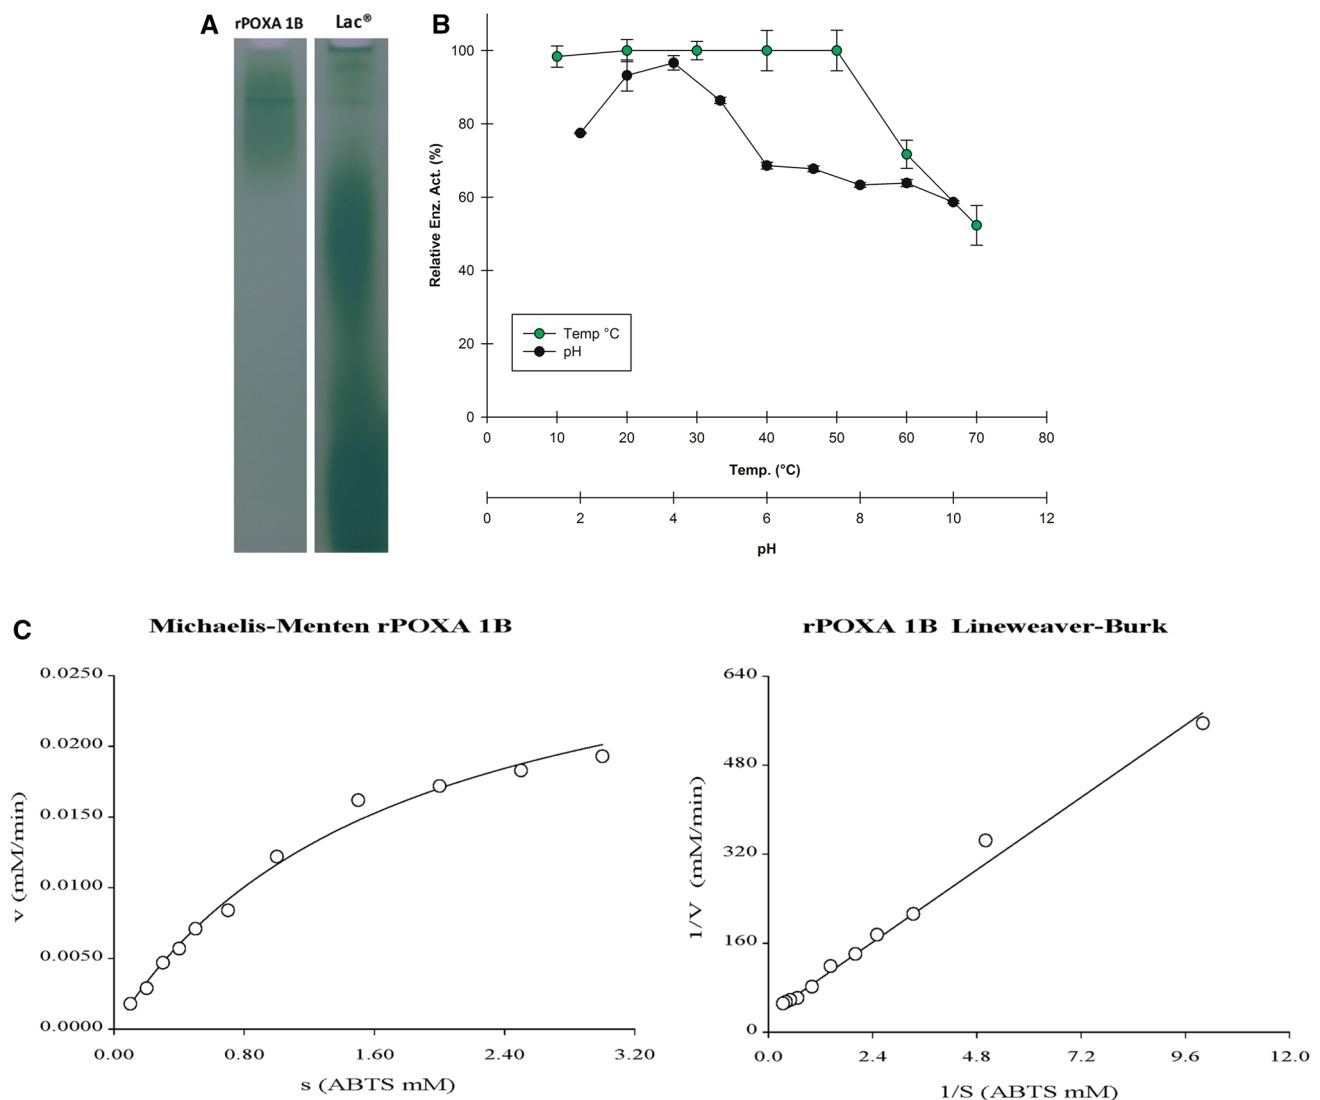 A
rPOXA 1B
Lac®
B
100
80
60
40
20
0
Relative Enz. Act. (%)
Temp °C
pH
0 10 20 30 40 50 60 70 80
Temp. (°C)
0 2 4 6 8 10 12
pH
C
Michaelis-Menten rPOXA 1B
0.0250
0.0200
0.0150
0.0100
0.0050
0.0000
v (mM/min)
0.00 0.80 1.60 2.40 3.20
s (ABTS mM)
rPOXA 1B Lineweaver-Burk
640
480
320
160
0
1/V (mM/min)
0.0 2.4 4.8 7.2 9.6 12.0
1/S (ABTS mM)